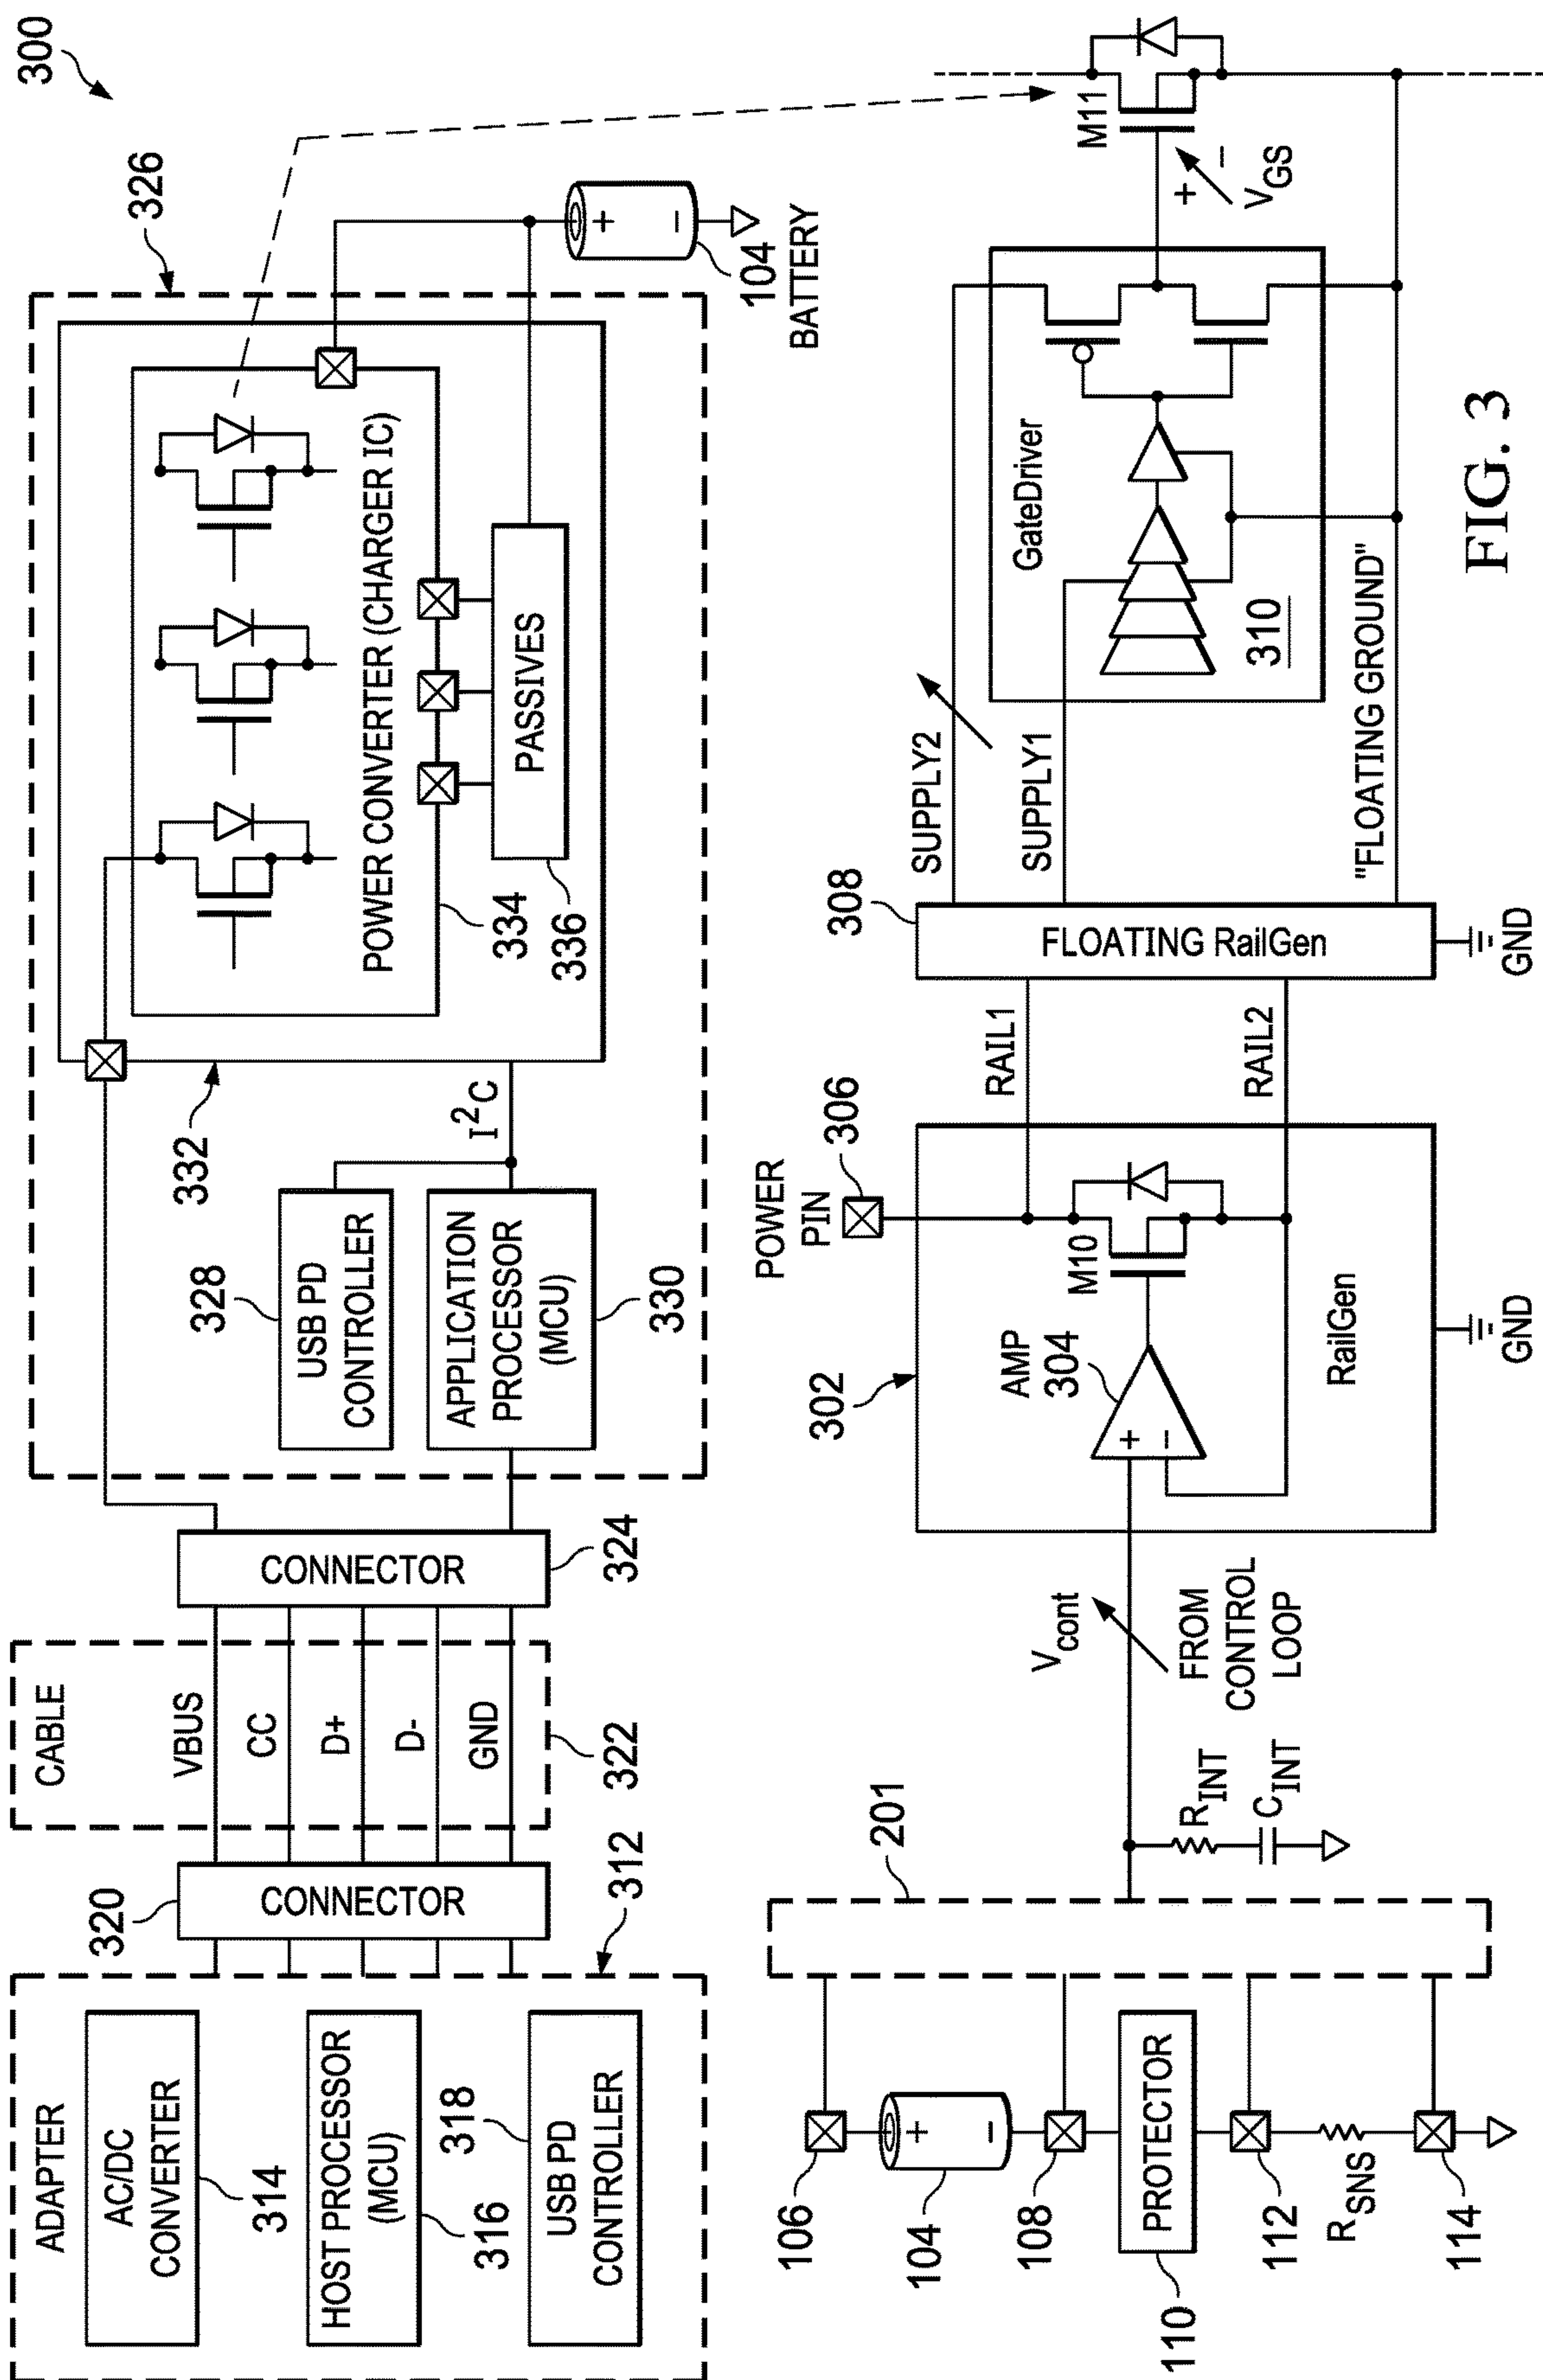 300
ADAPTER
AC/DC
CONVERTER
314
HOST PROCESSOR
(MCU)
316
318
USB PD
CONTROLLER
312
320
CONNECTOR
CABLE
VBUS
CC
D+
D-
GND
322
CONNECTOR
324
326
328
USB PD
CONTROLLER
APPLICATION
PROCESSOR
(MCU)
330
I²C
332
POWER CONVERTER (CHARGER IC)
334
PASSIVES
336
+
-
104
BATTERY
106
+
-
104
108
PROTECTOR
110
112
RSNS
114
201
RINT
CINT
Vcont
FROM
CONTROL
LOOP
302
AMP
304
+
-
M10
RailGen
GND
POWER
PIN
306
RAIL1
RAIL2
308
FLOATING RailGen
GND
SUPPLY2
SUPPLY1
"FLOATING GROUND"
GateDriver
310
M11
+
-
VGS
FIG. 3